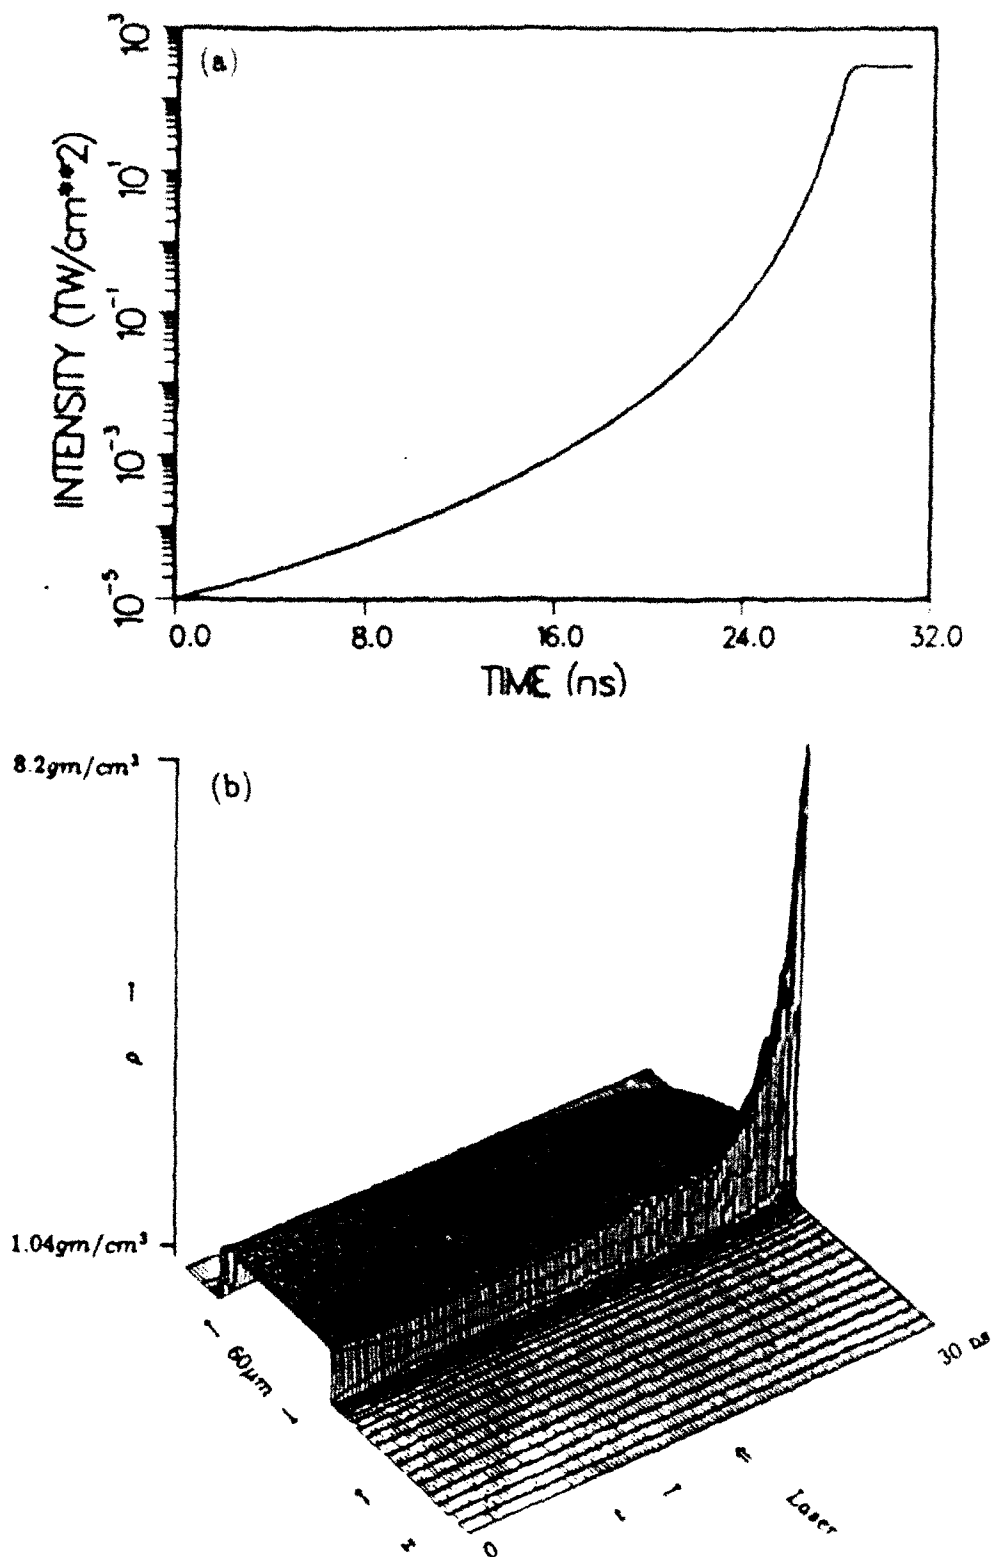 (a)
INTENSITY (TW/cm**2)
10³
10¹
10⁻¹
10⁻³
10⁻⁵
0.0 8.0 16.0 24.0 32.0
TIME (ns)
(b)
8.2gm/cm³
ρ
1.04gm/cm³
60μm
x
0
t
30 ns
Laser